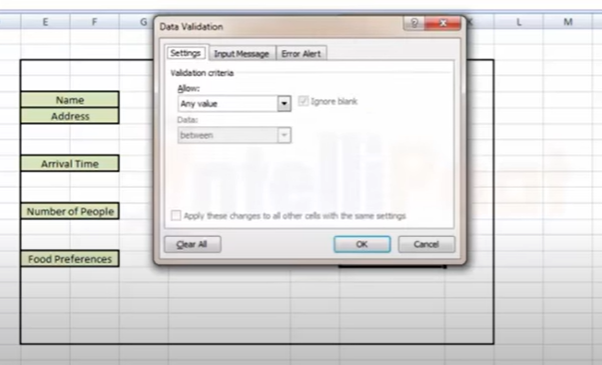 E F G K L M
Data Validation
Settings Input Message Error Alert
Validation criteria
Allow:
Any value Ignore blank
Data:
between
Apply these changes to all other cells with the same settings
Clear All OK Cancel
Name
Address
Arrival Time
Number of People
Food Preferences